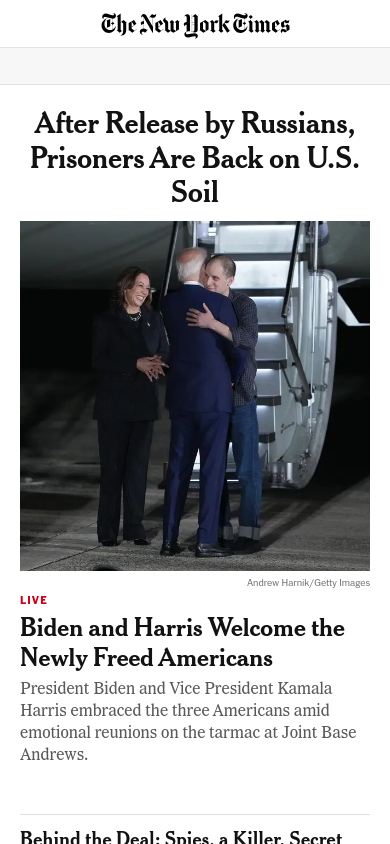 The New York Times
After Release by Russians,
Prisoners Are Back on U.S.
Soil
Andrew Harnik/Getty Images
LIVE
Biden and Harris Welcome the
Newly Freed Americans
President Biden and Vice President Kamala
Harris embraced the three Americans amid
emotional reunions on the tarmac at Joint Base
Andrews.
Behind the Deal: Spies, a Killer, Secret